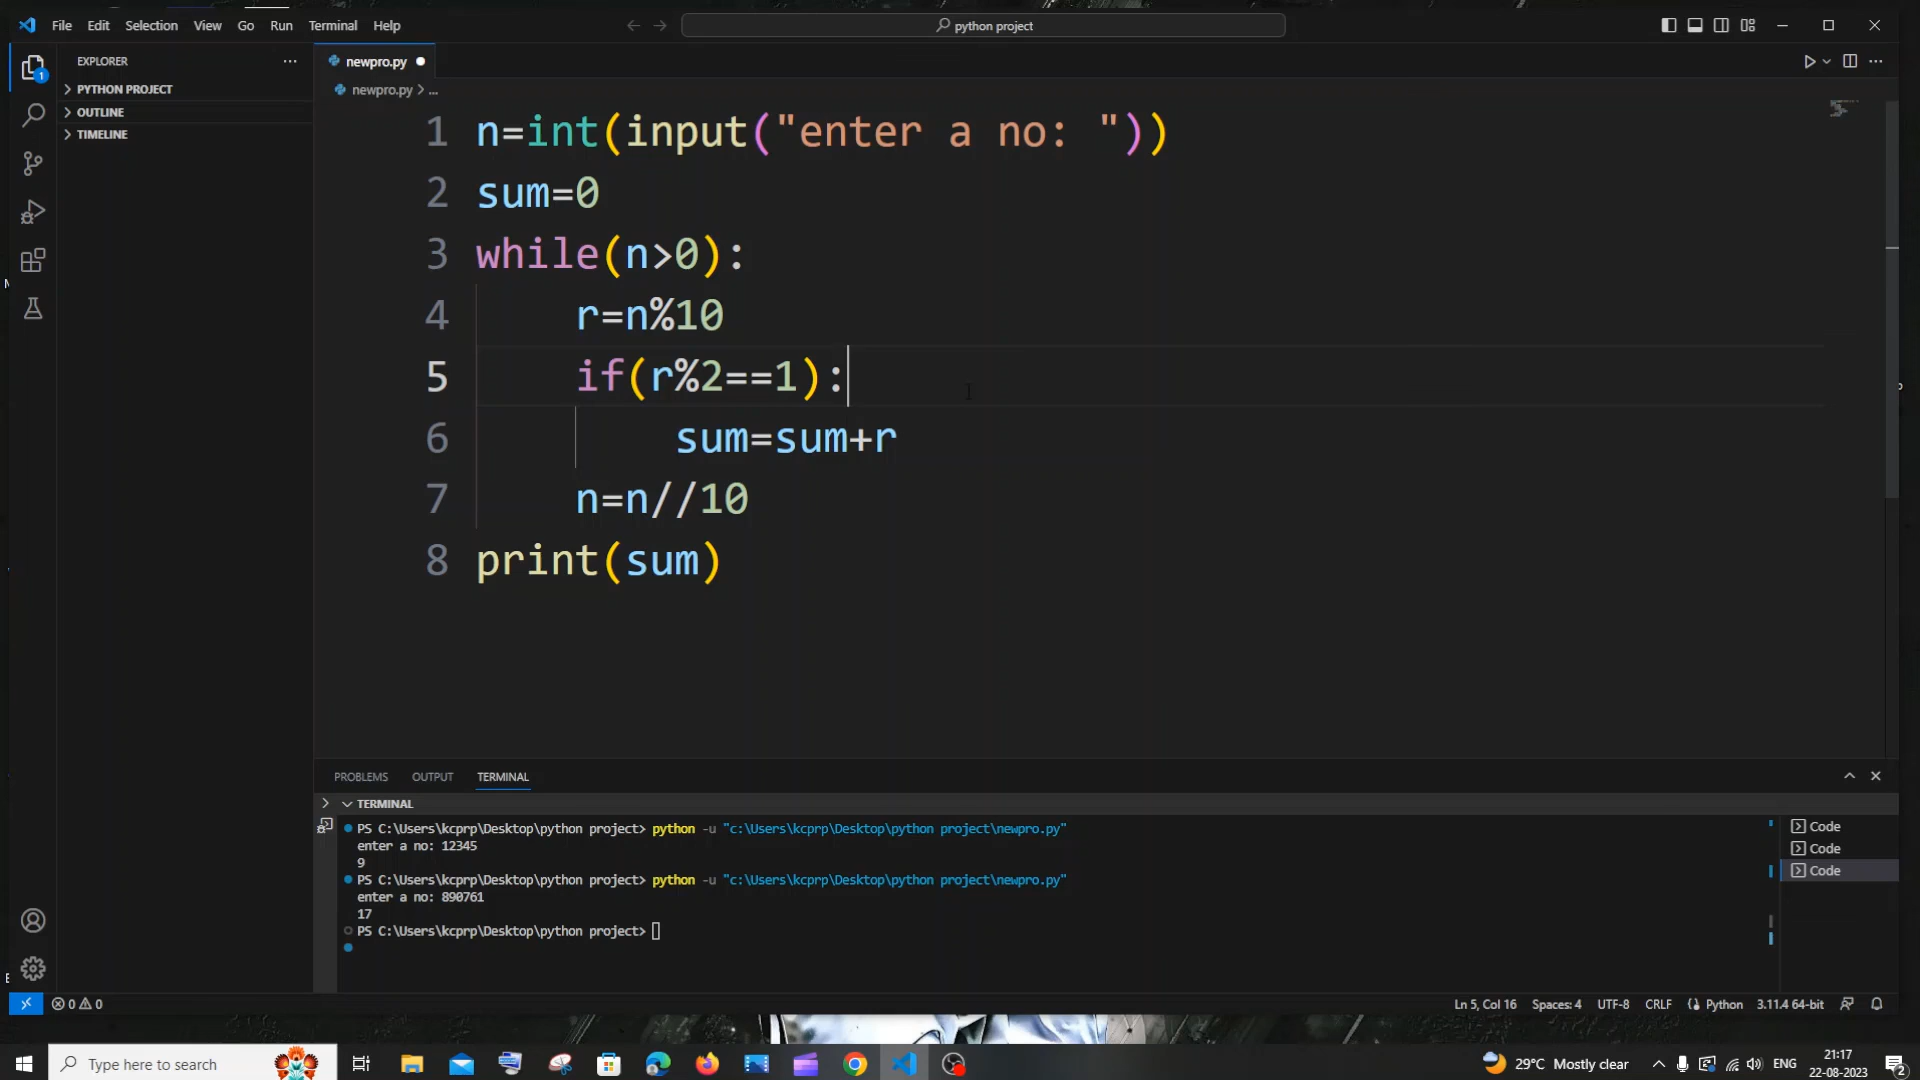 File Edit Selection View Go Run Terminal Help
python project
EXPLORER
PYTHON PROJECT
OUTLINE
TIMELINE
1
newpro.py
newpro.py > ...
1 n=int(input("enter a no: "))
2 sum=0
3 while(n>0):
4 r=n%10
5 if(r%2==1):
6 sum=sum+r
7 n=n//10
8 print(sum)
PROBLEMS OUTPUT TERMINAL
TERMINAL
PS C:\Users\kcprp\Desktop\python project> python -u "c:\Users\kcprp\Desktop\python project\newpro.py"
enter a no: 12345
9
PS C:\Users\kcprp\Desktop\python project> python -u "c:\Users\kcprp\Desktop\python project\newpro.py"
enter a no: 890761
17
PS C:\Users\kcprp\Desktop\python project>
Code
Code
Code
0 0
Ln 5, Col 16 Spaces: 4 UTF-8 CRLF Python 3.11.4 64-bit
Type here to search
29°C Mostly clear
ENG
21:17
22-08-2023
2